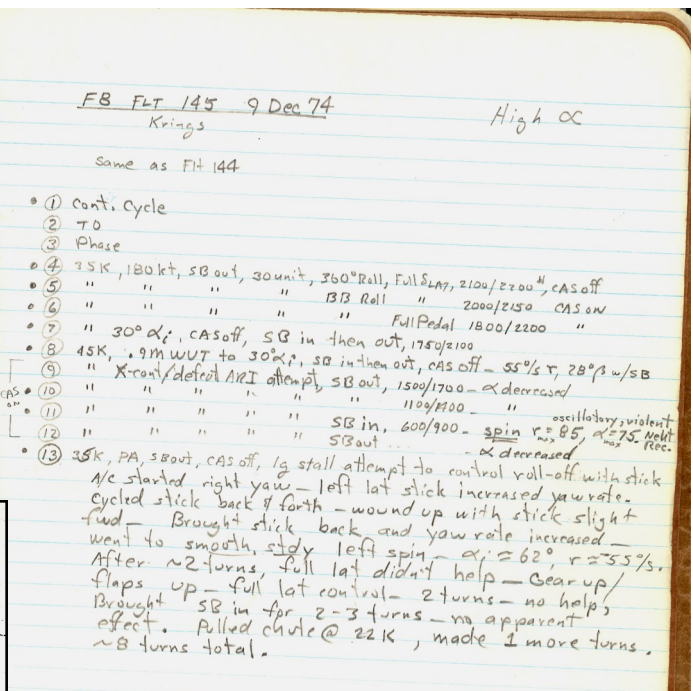 F8 FLT 145 9 Dec 74
High α
Krings
Same as Flt 144
• ① Cont. Cycle
② TO
③ Phase
• ④ 35K, 180 kt, SB out, 30 unit, 360° Roll, Full SLAT, 2100/2200 #, CAS off
• ⑤ " " " " BB Roll " 2000/2150 CAS ON
• ⑥ " " " " Full Pedal 1800/2200 "
• ⑦ " 30° αi, CAS off, SB in then out, 1750/2100
• ⑧ 45K, .9M WUT to 30° αi, SB in then out, CAS off - 55°/s r, 28° β w/SB
⑨ " X-cont/defeat ARI attempt, SB out, 1500/1700 - α decreased
CAS ON • ⑩ " " " " " 1100/1400 - "
• ⑪ " " " " " SB in, 600/900 - spin r max = 85, α max = 75 oscillatory, violent Neut Rec.
⑫ " " " " " SB out ... - α decreased
• ⑬ 35K, PA, SB out, CAS off, 1g stall attempt to control roll-off with stick
A/c started right yaw - left lat stick increased yaw rate.
Cycled stick back & forth - wound up with stick slight
fwd - Brought stick back and yaw rate increased -
went to smooth, stdy left spin - αi ≈ 62°, r ≈ 55°/s.
After ~2 turns, full lat didn't help - Gear up/
flaps up - full lat control - 2 turns - no help,
Brought SB in for 2-3 turns - no apparent
effect. Pulled chute @ 22K, made 1 more turns.
~8 turns total.